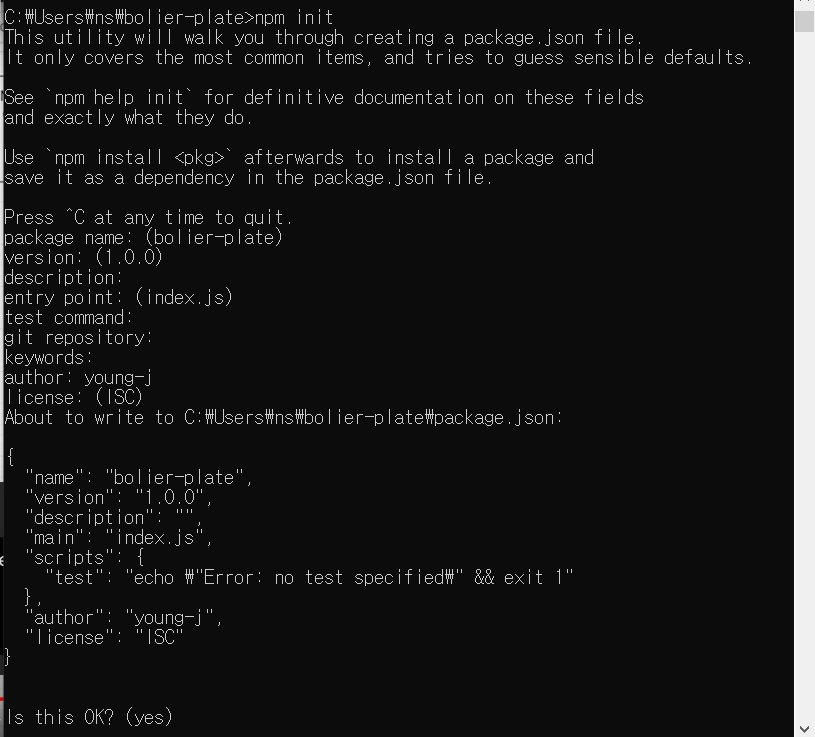 C:₩Users₩ns₩bolier-plate>npm init
This utility will walk you through creating a package.json file.
It only covers the most common items, and tries to guess sensible defaults.
See `npm help init` for definitive documentation on these fields
and exactly what they do.
Use `npm install <pkg>` afterwards to install a package and
save it as a dependency in the package.json file.
Press ^C at any time to quit.
package name: (bolier-plate)
version: (1.0.0)
description:
entry point: (index.js)
test command:
git repository:
keywords:
author: young-j
license: (ISC)
About to write to C:₩Users₩ns₩bolier-plate₩package.json:
{
  "name": "bolier-plate",
  "version": "1.0.0",
  "description": "",
  "main": "index.js",
  "scripts": {
    "test": "echo ₩"Error: no test specified₩" && exit 1"
  },
  "author": "young-j",
  "license": "ISC"
}
Is this OK? (yes)